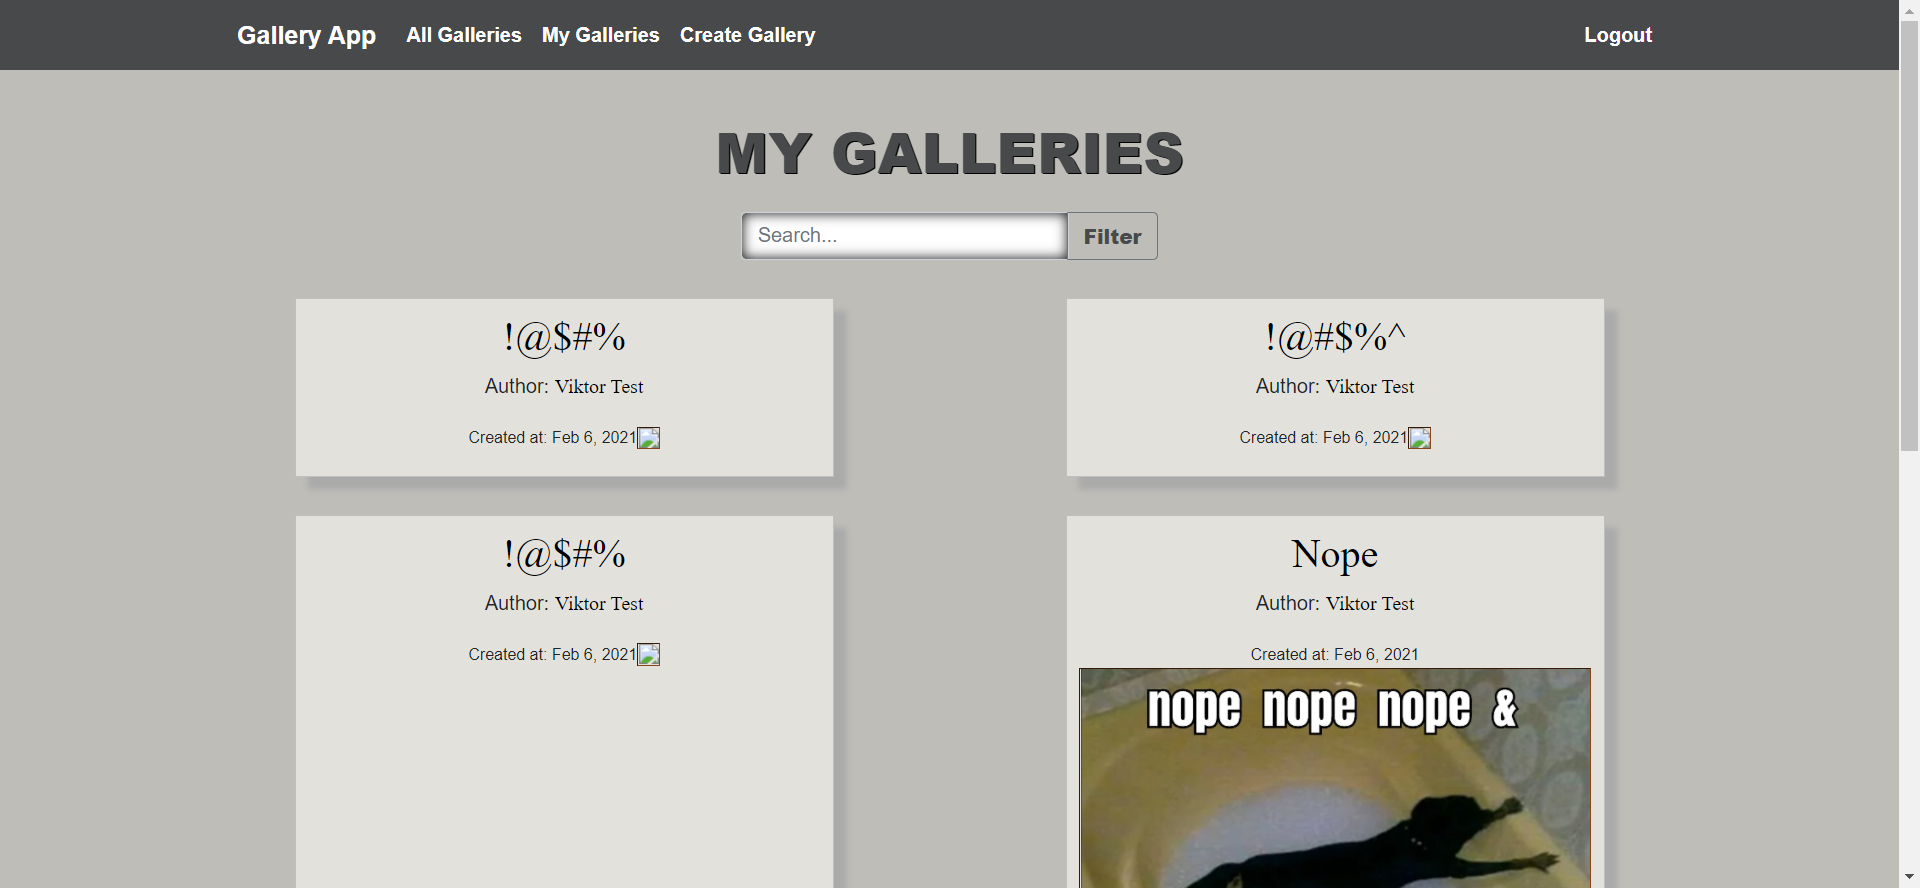 Gallery App All Galleries My Galleries Create Gallery Logout
MY GALLERIES
Search...
Filter
!@$#%
Author: Viktor Test
Created at: Feb 6, 2021
!@#$%^
Author: Viktor Test
Created at: Feb 6, 2021
!@$#%
Author: Viktor Test
Created at: Feb 6, 2021
Nope
Author: Viktor Test
Created at: Feb 6, 2021
nope nope nope &